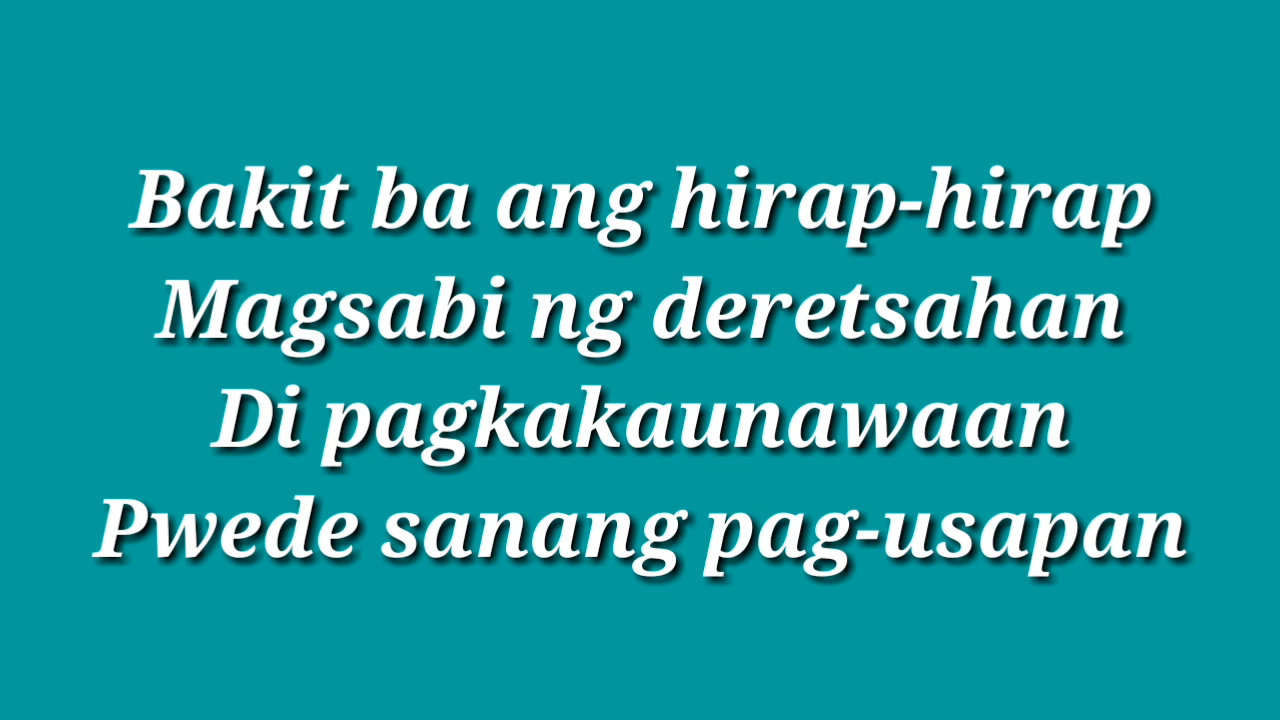 Bakit ba ang hirap-hirap
Magsabi ng deretsahan
Di pagkakaunawaan
Pwede sanang pag-usapan